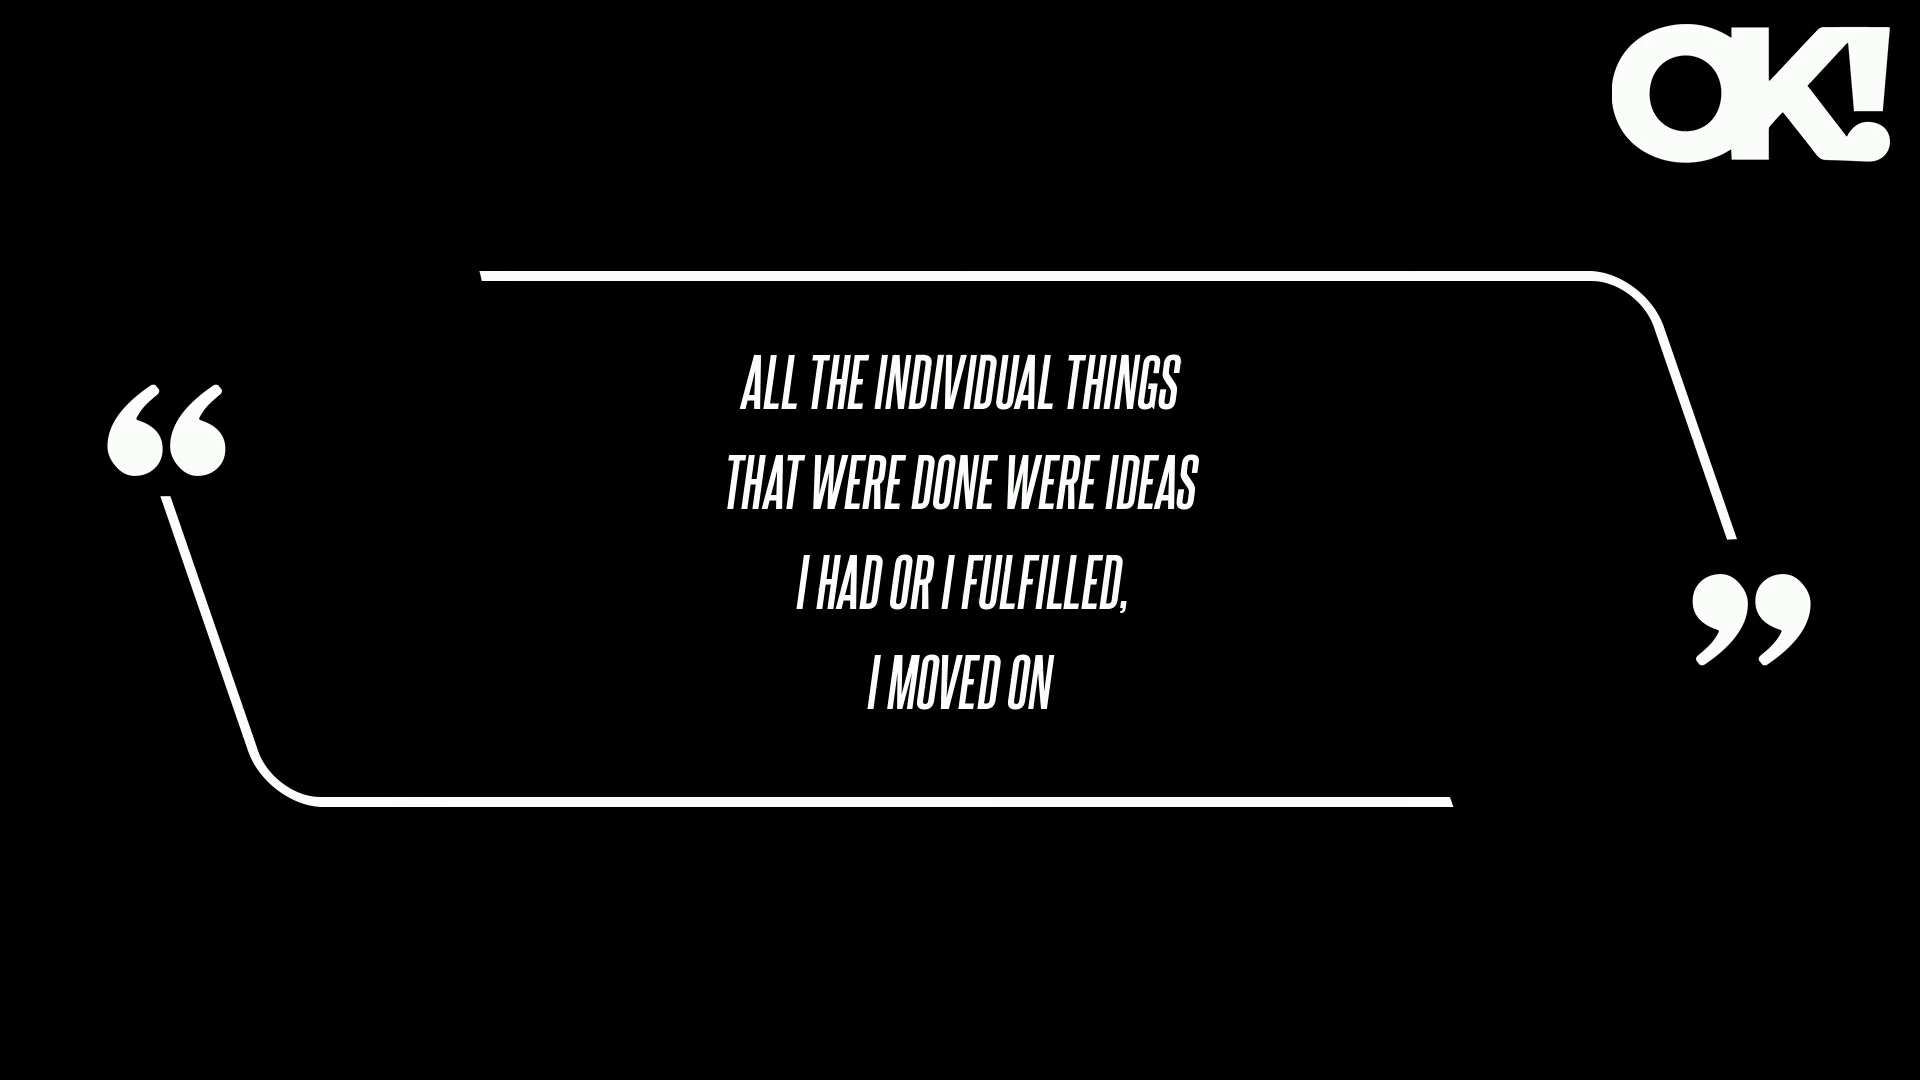 OK!
“
ALL THE INDIVIDUAL THINGS
THAT WERE DONE WERE IDEAS
I HAD OR I FULFILLED,
I MOVED ON
”